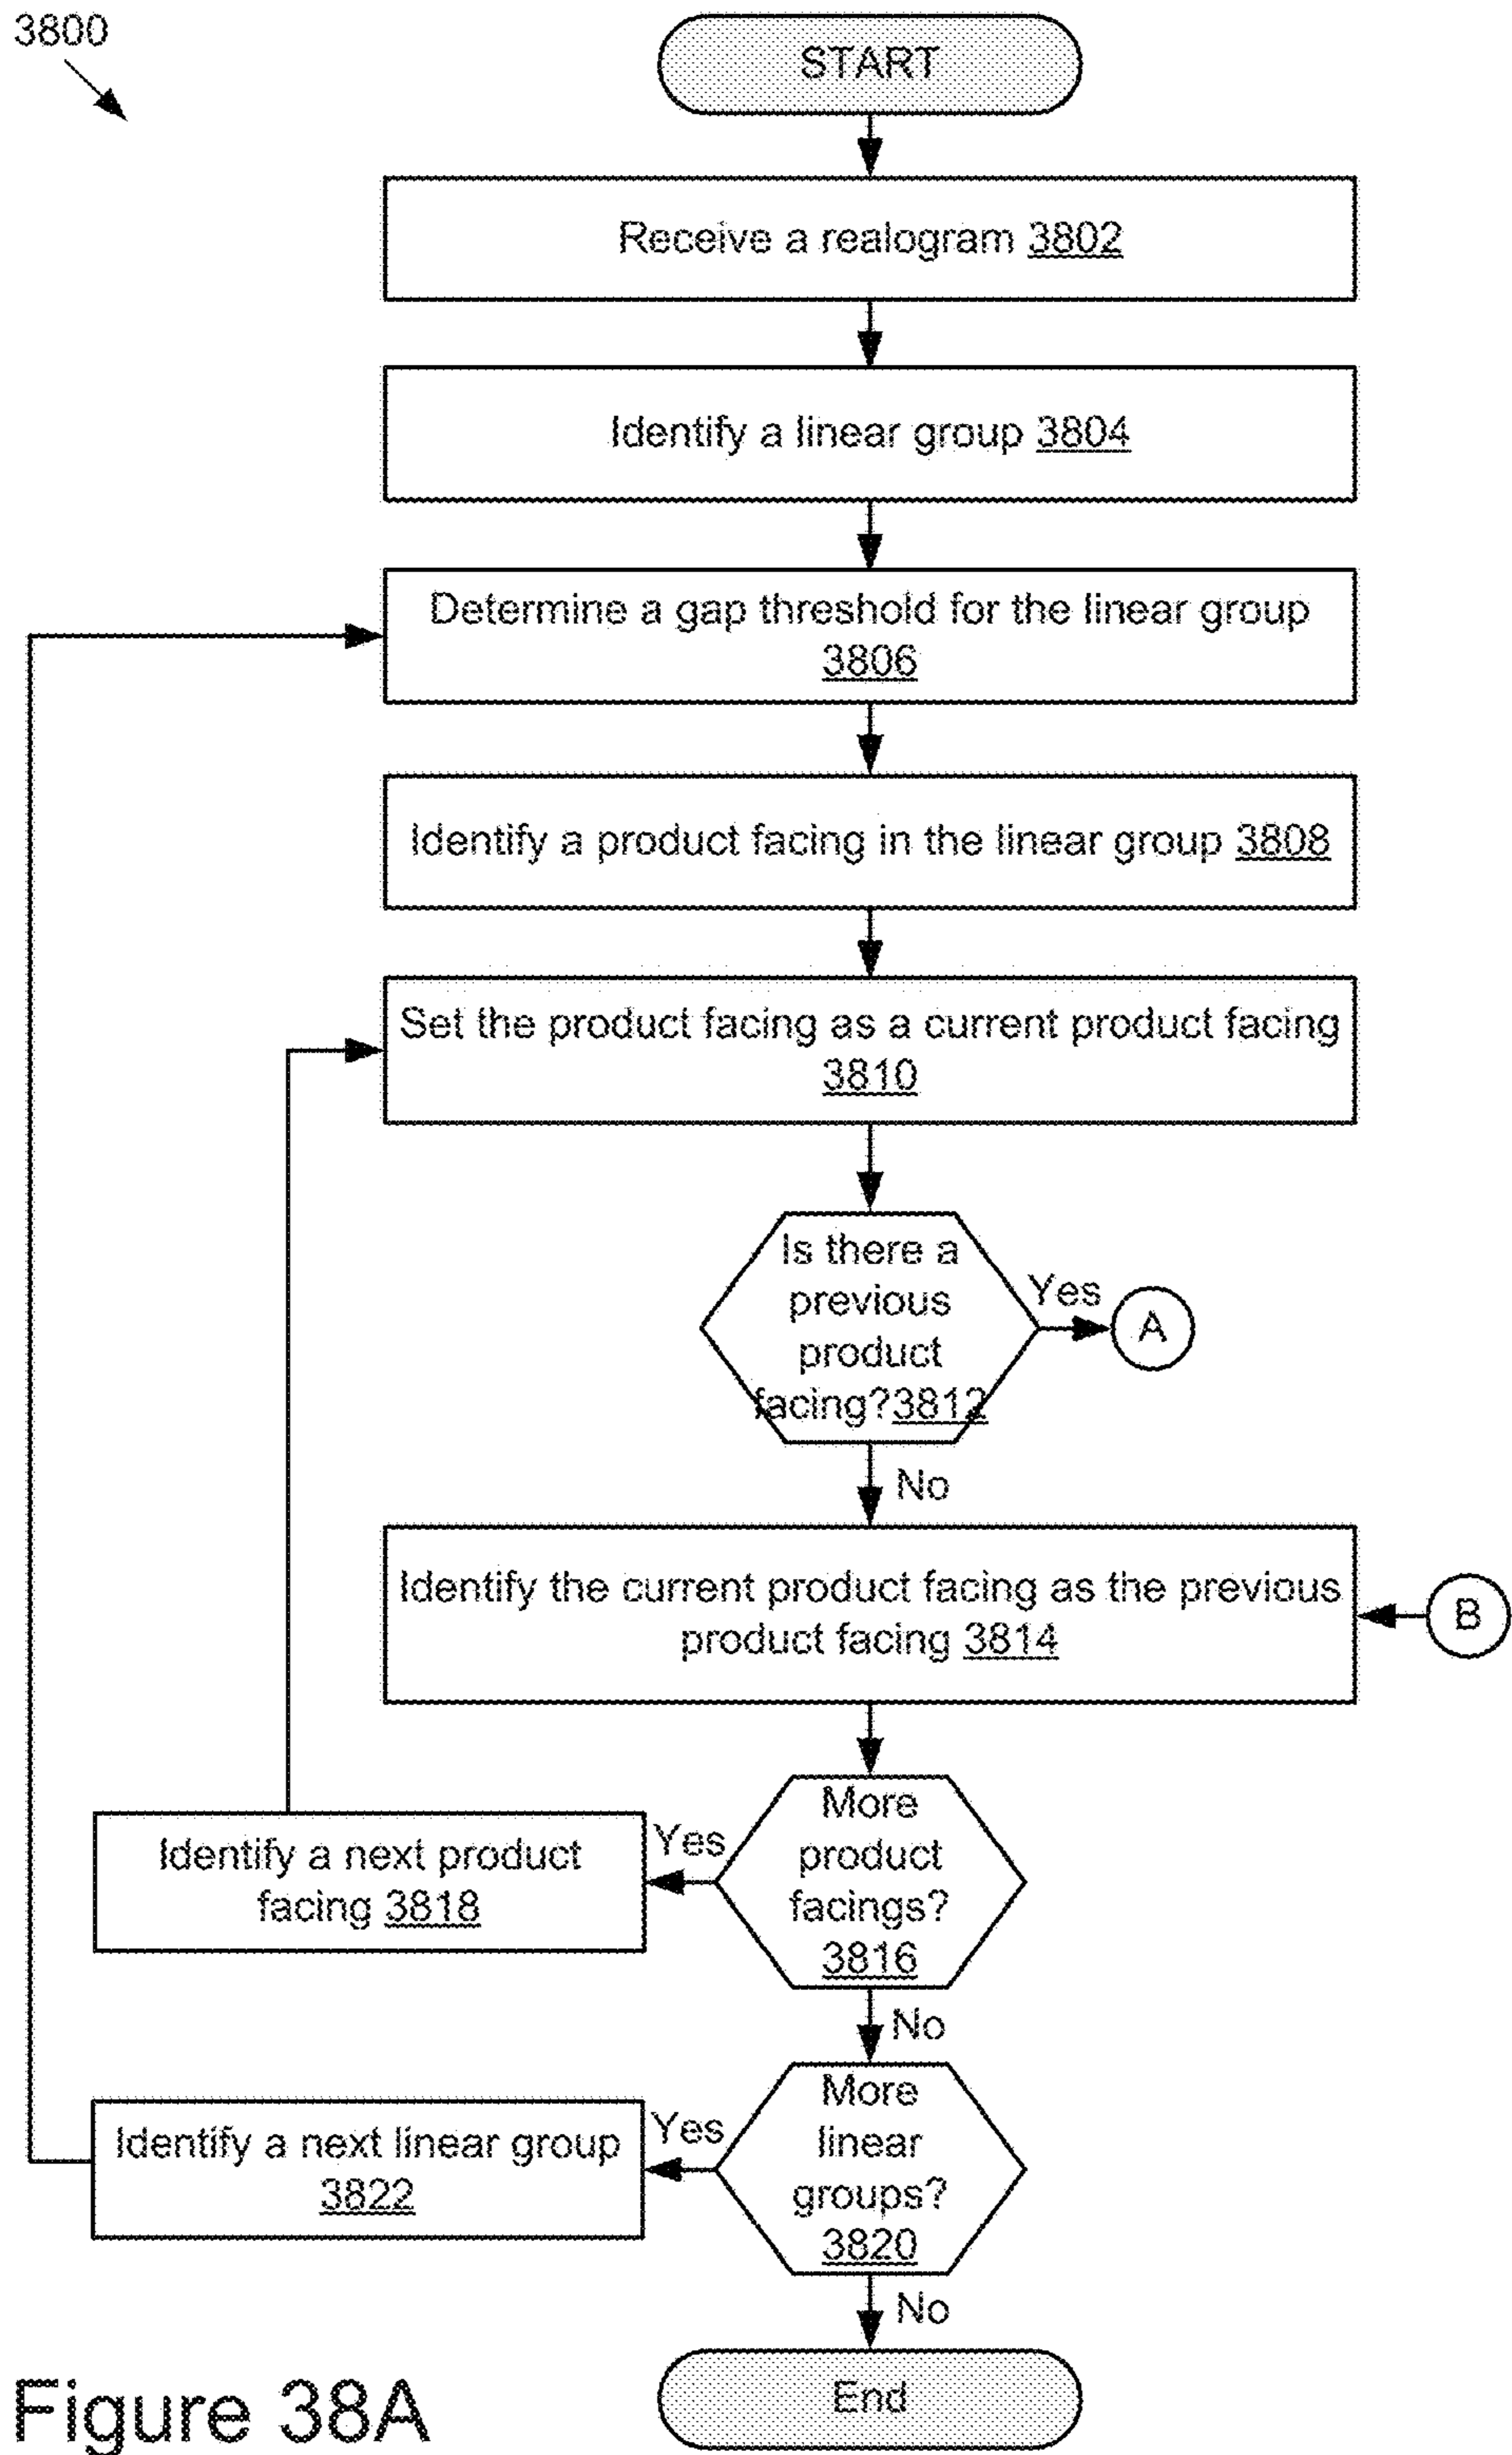 3800
START
Receive a realogram 3802
Identify a linear group 3804
Determine a gap threshold for the linear group
3806
Identify a product facing in the linear group 3808
Set the product facing as a current product facing
3810
Is there a
previous
product
facing?3812
Yes
A
No
Identify the current product facing as the previous
product facing 3814
B
More
product
facings?
3816
Yes
Identify a next product
facing 3818
No
More
linear
groups?
3820
Yes
Identify a next linear group
3822
No
End
Figure 38A